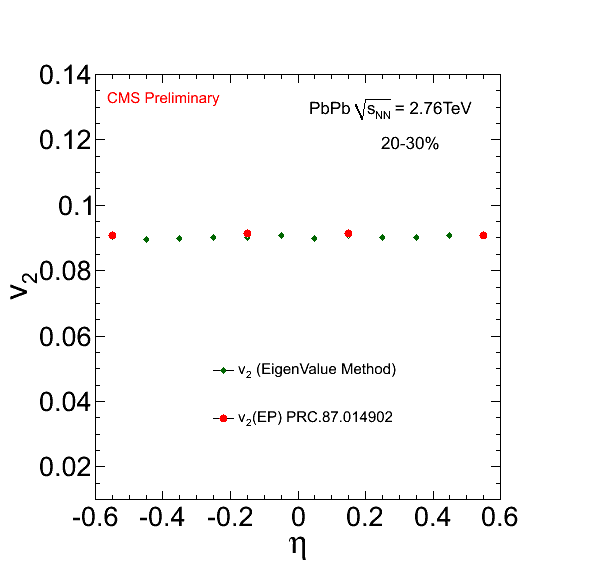 0.14
CMS Preliminary
PbPb √sNN = 2.76TeV
0.12
20-30%
0.1
0.08
v2
0.06
v2 (EigenValue Method)
0.04
v2(EP) PRC.87.014902
0.02
-0.6 -0.4 -0.2 0 0.2 0.4 0.6
η